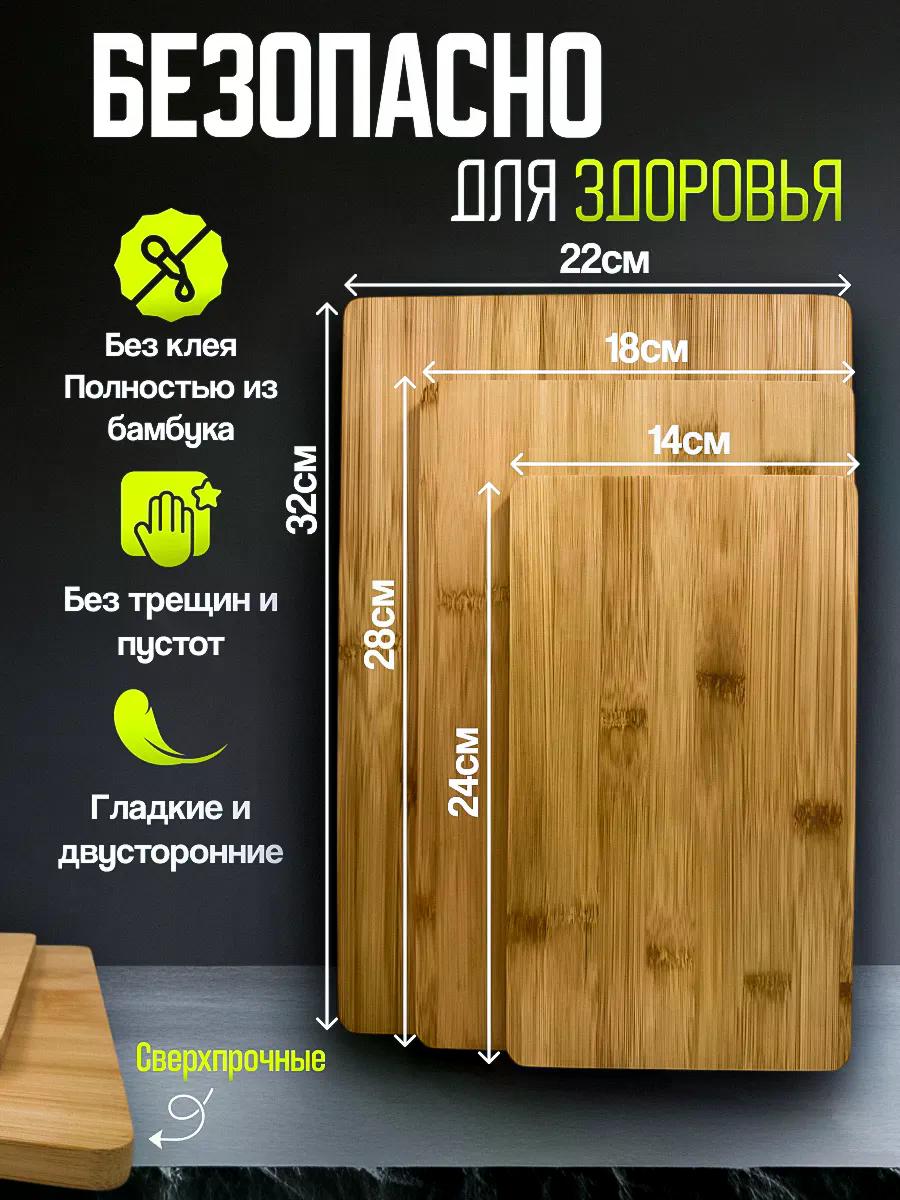 БЕЗОПАСНО
ДЛЯ ЗДОРОВЬЯ
22см
18см
14см
32см
28см
24см
Без клея
Полностью из
бамбука
Без трещин и
пустот
Гладкие и
двусторонние
Сверхпрочные